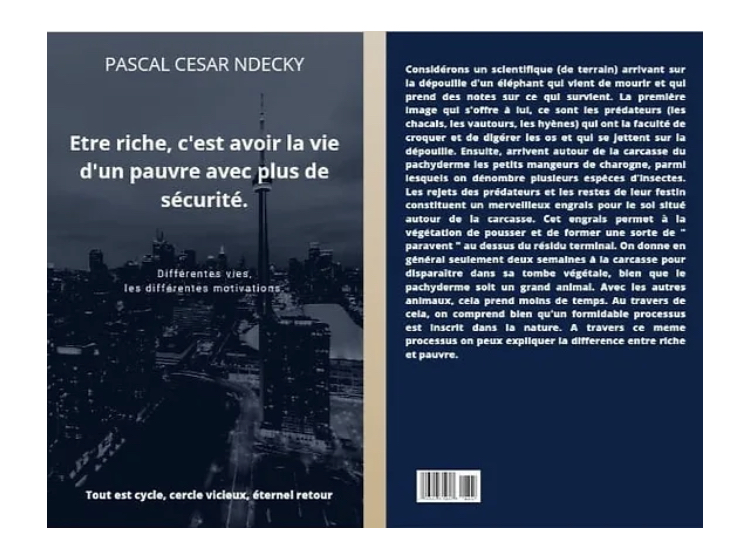 PASCAL CESAR NDECKY
Etre riche, c'est avoir la vie
d'un pauvre avec plus de
sécurité.
Différentes vies,
les différentes motivations
Tout est cycle, cercle vicieux, éternel retour
Considérons un scientifique (de terrain) arrivant sur
la dépouille d'un éléphant qui vient de mourir et qui
prend des notes sur ce qui survient. La première
image qui s'offre à lui, ce sont les prédateurs (les
chacals, les vautours, les hyènes) qui ont la faculté de
croquer et de digérer les os et qui se jettent sur la
dépouille. Ensuite, arrivent autour de la carcasse du
pachyderme les petits mangeurs de charogne, parmi
lesquels on dénombre plusieurs espèces d'insectes.
Les rejets des prédateurs et les restes de leur festin
constituent un merveilleux engrais pour le sol situé
autour de la carcasse. Cet engrais permet à la
végétation de pousser et de former une sorte de "
paravent " au dessus du résidu terminal. On donne en
général seulement deux semaines à la carcasse pour
disparaître dans sa tombe végétale, bien que le
pachyderme soit un grand animal. Avec les autres
animaux, cela prend moins de temps. Au travers de
cela, on comprend bien qu'un formidable processus
est inscrit dans la nature. A travers ce meme
processus on peux expliquer la difference entre riche
et pauvre.